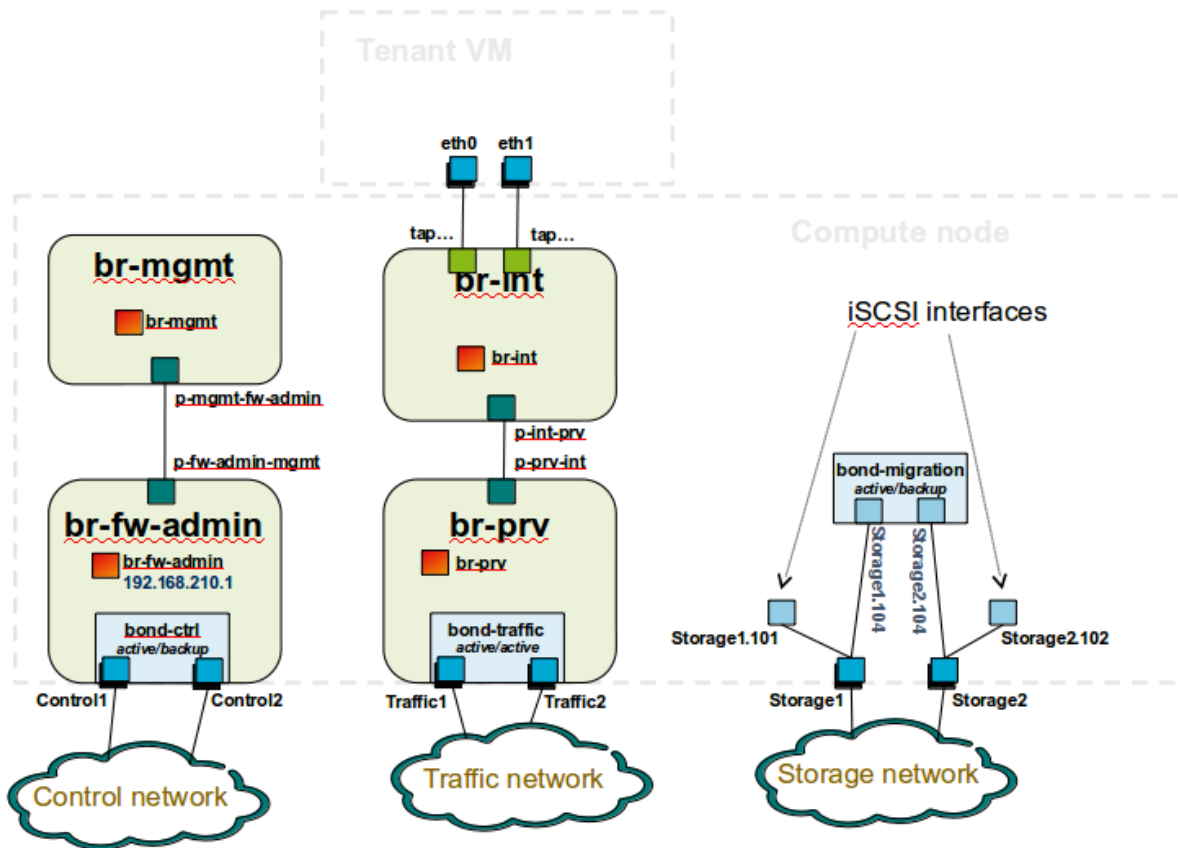 Tenant VM
eth0
eth1
tap...
tap...
Compute node
br-mgmt
br-mgmt
p-mgmt-fw-admin
p-fw-admin-mgmt
br-fw-admin
br-fw-admin
192.168.210.1
bond-ctrl
active/backup
Control1
Control2
Control network
br-int
br-int
p-int-prv
p-prv-int
br-prv
br-prv
bond-traffic
active/active
Traffic1
Traffic2
Traffic network
iSCSI interfaces
bond-migration
active/backup
Storage1.104
Storage2.104
Storage1.101
Storage2.102
Storage1
Storage2
Storage network